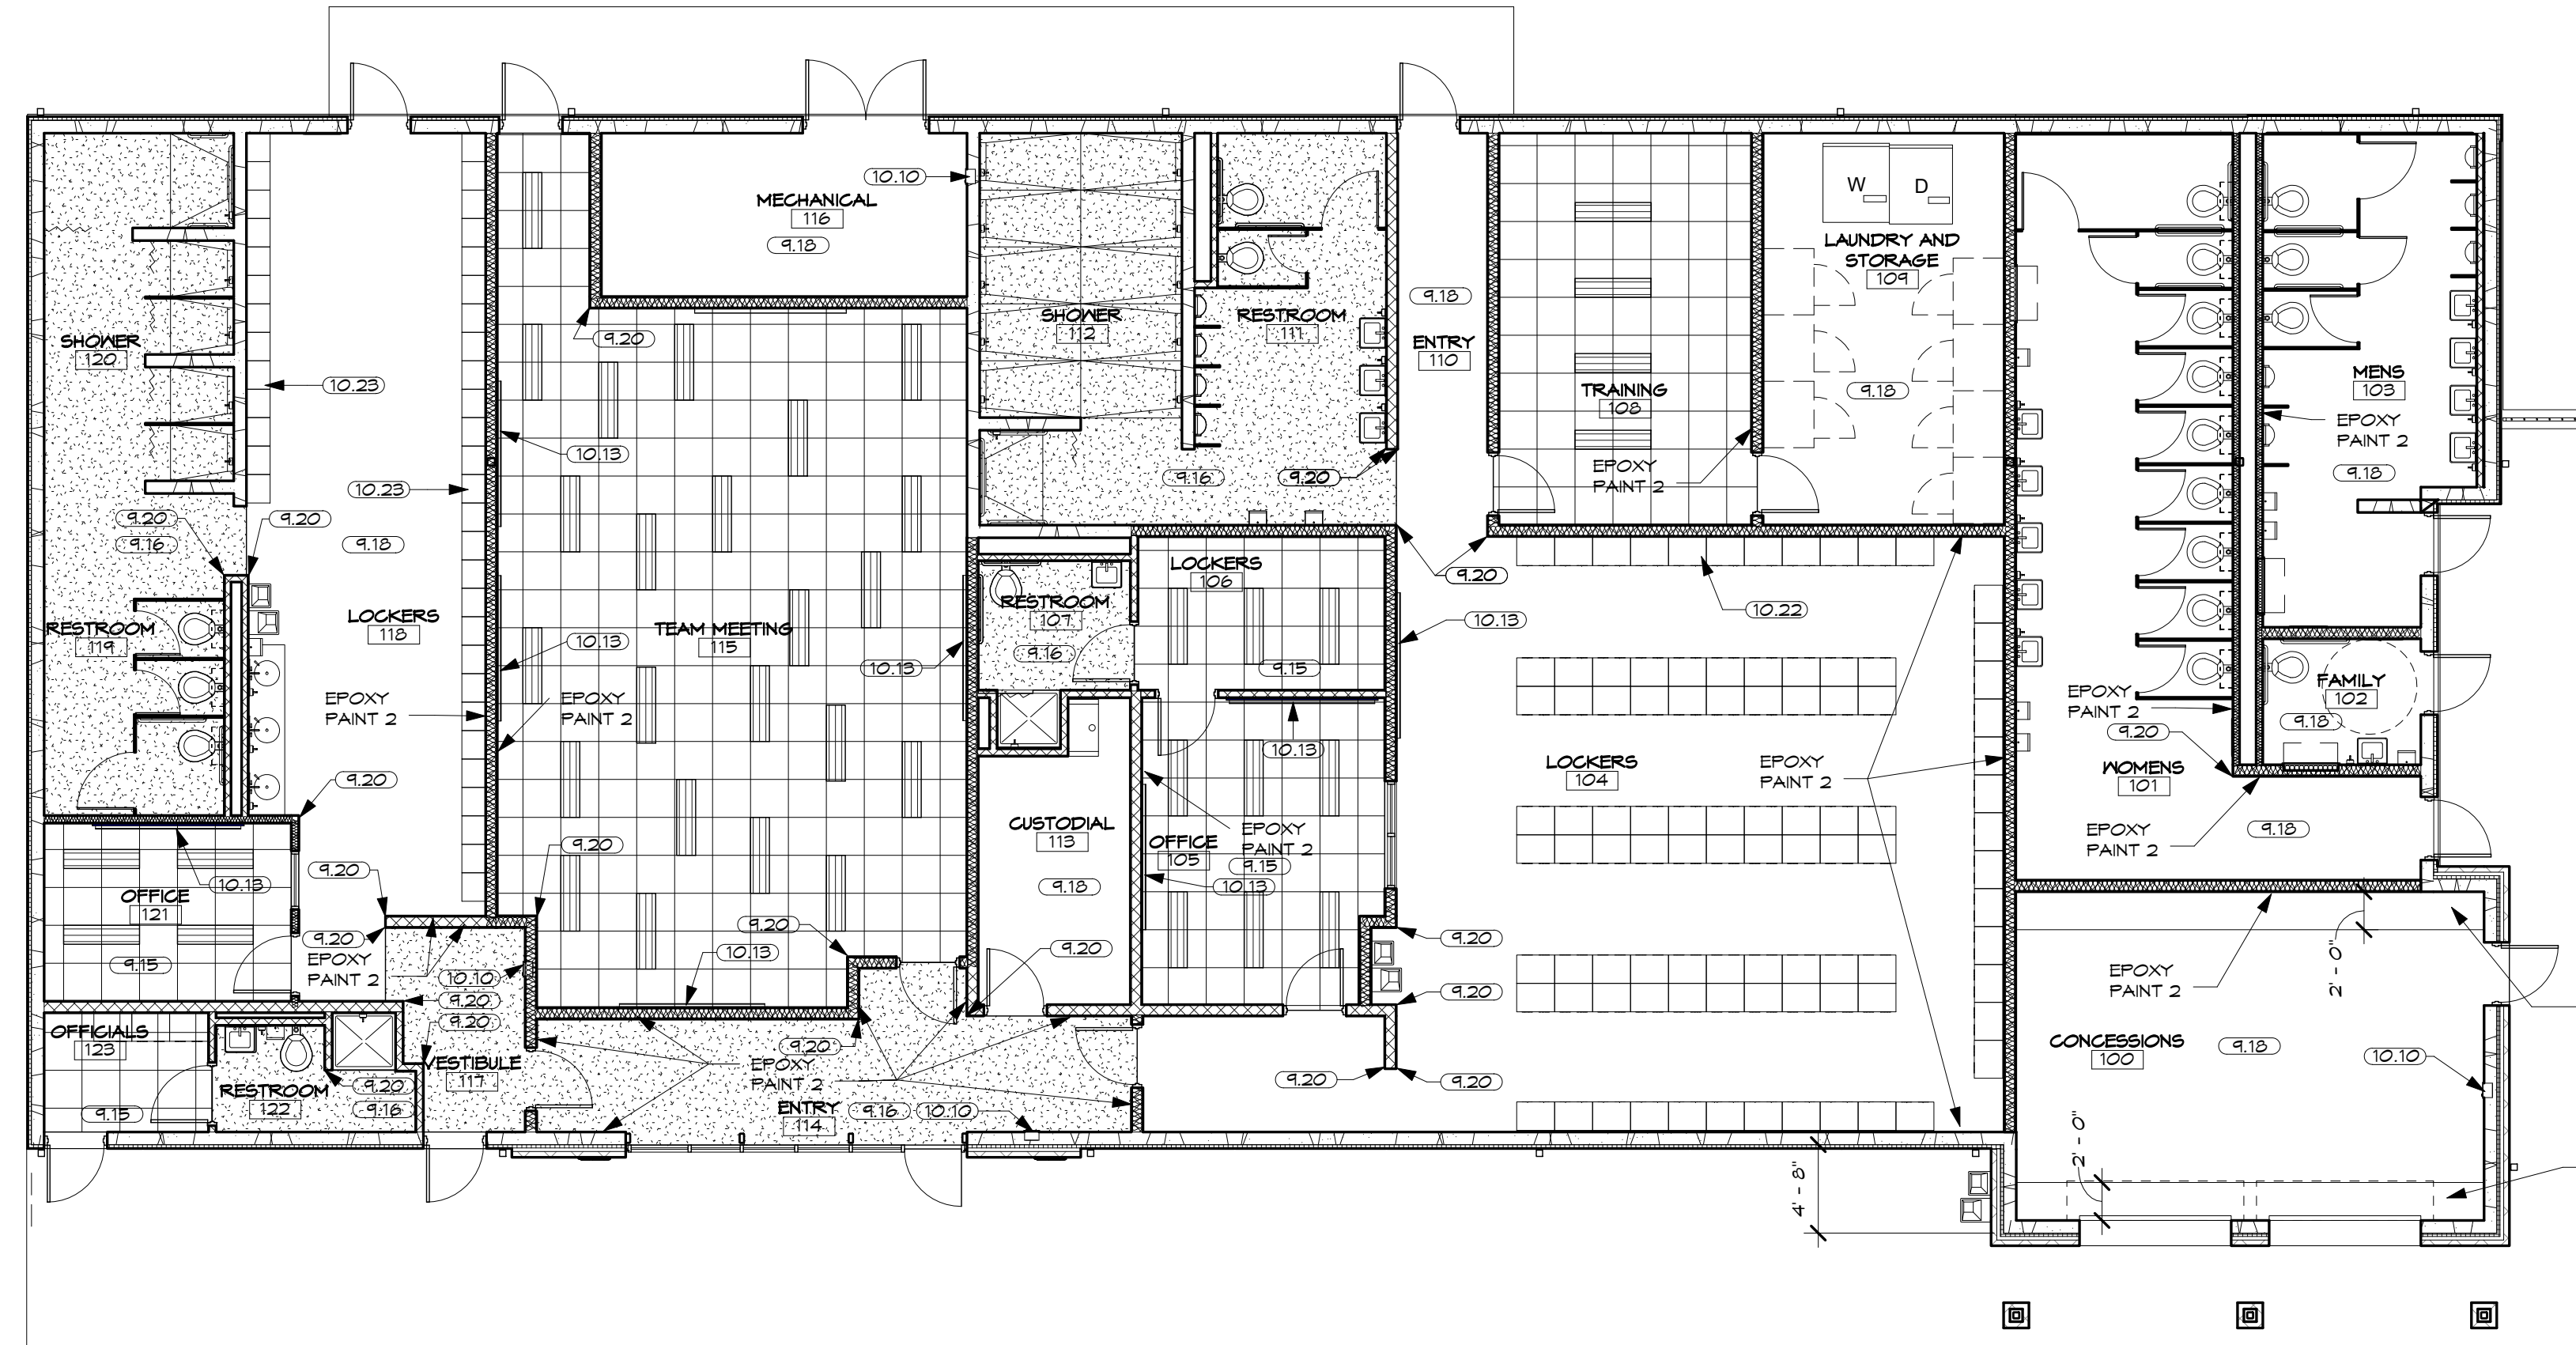 10.10
MECHANICAL
116
9.18
W
D
LAUNDRY AND
STORAGE
109
9.18
SHOWER
120
10.23
9.20
SHOWER
112
RESTROOM
111
9.18
ENTRY
110
TRAINING
108
EPOXY
PAINT 2
MENS
103
EPOXY
PAINT 2
9.18
10.13
10.23
9.16
9.20
9.20
9.16
9.20
9.18
LOCKERS
118
RESTROOM
119
10.13
TEAM MEETING
115
10.13
EPOXY
PAINT 2
EPOXY
PAINT 2
RESTROOM
107
9.16
LOCKERS
106
9.15
9.20
10.13
10.22
10.13
LOCKERS
104
EPOXY
PAINT 2
EPOXY
PAINT 2
9.20
WOMENS
101
FAMILY
102
9.18
EPOXY
PAINT 2
9.18
9.20
9.20
9.20
10.13
OFFICE
121
9.15
9.20
EPOXY
PAINT 2
10.10
9.20
9.20
CUSTODIAL
113
9.18
9.20
OFFICE
105
EPOXY
PAINT 2
9.15
10.13
9.20
10.13
9.20
9.20
9.20
9.20
EPOXY
PAINT 2
2' - 0"
CONCESSIONS
100
9.18
10.10
OFFICIALS
123
9.15
RESTROOM
122
9.20
9.16
VESTIBULE
117
9.20
EPOXY
PAINT 2
ENTRY
114
9.16
10.10
2' - 0"
4' - 8"